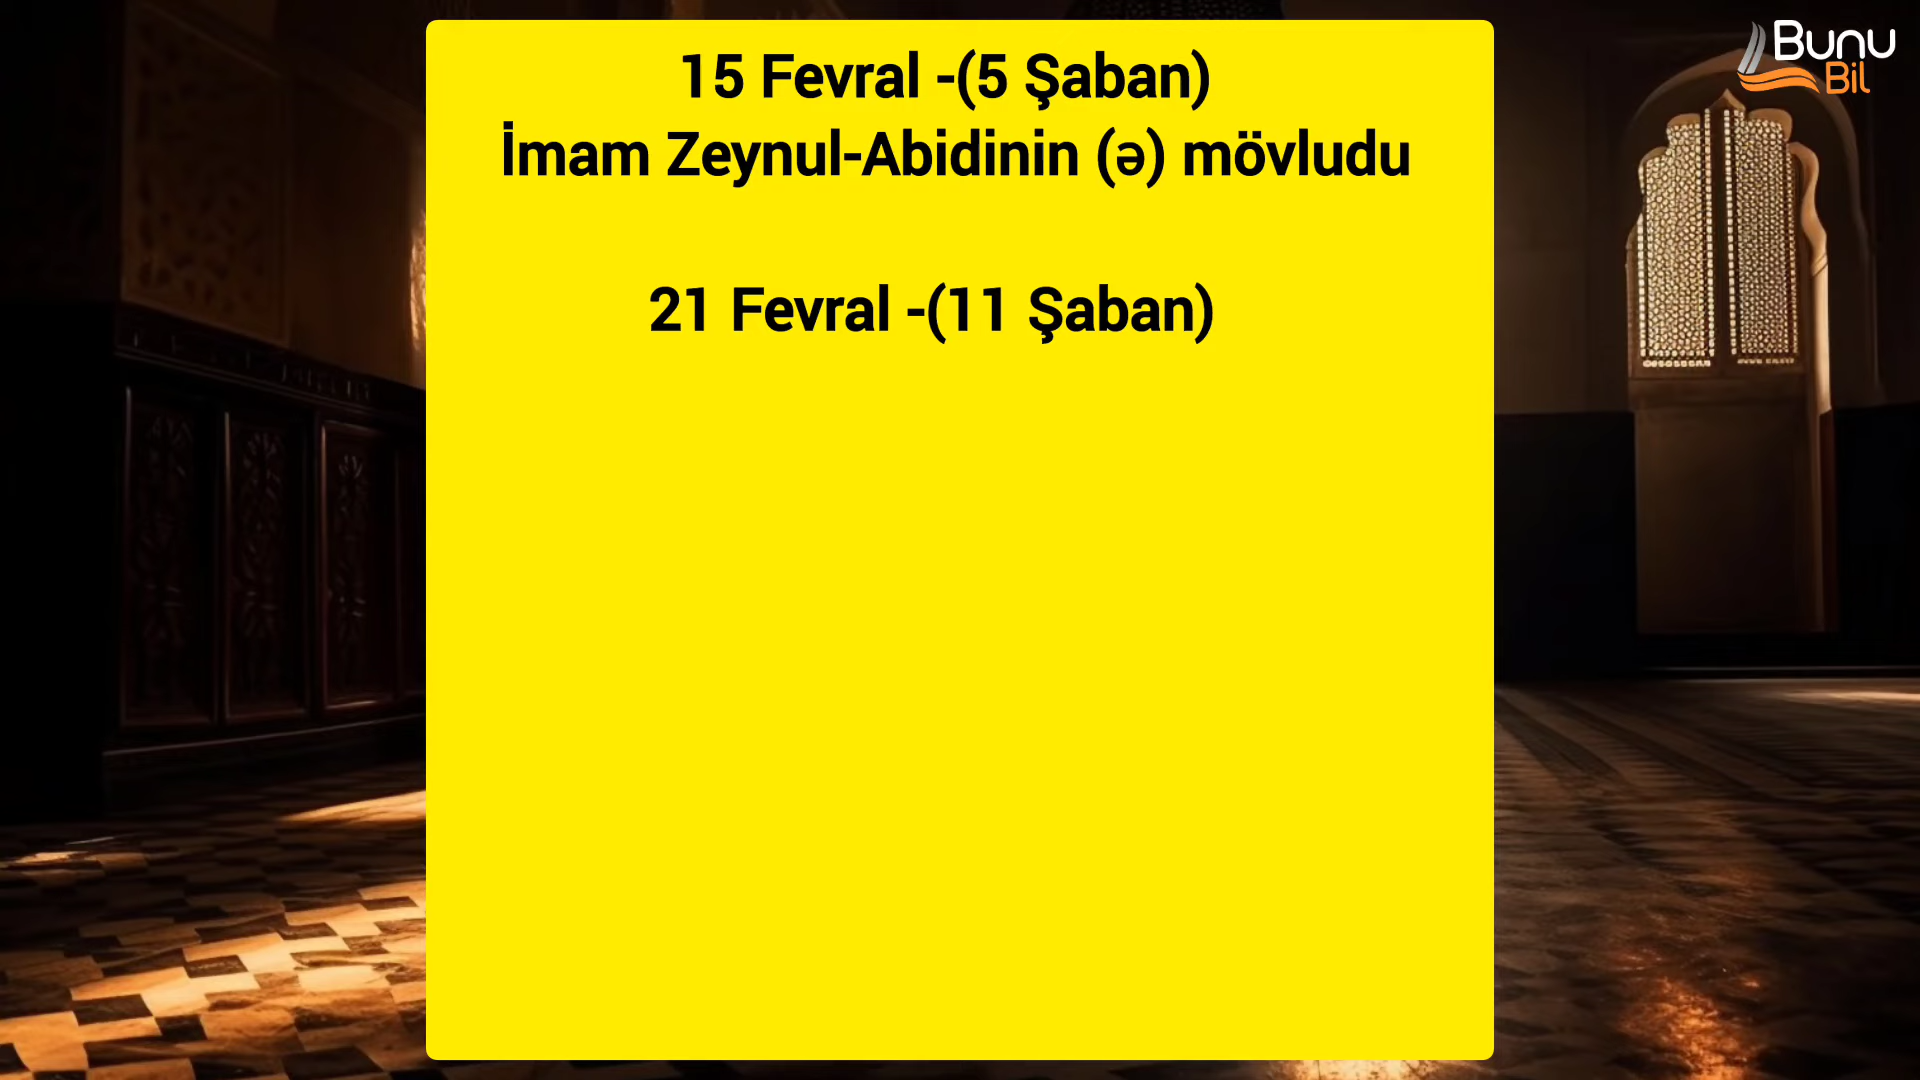 15 Fevral -(5 Şaban)
İmam Zeynul-Abidinin (ə) mövludu
21 Fevral -(11 Şaban)
Bunu
Bil